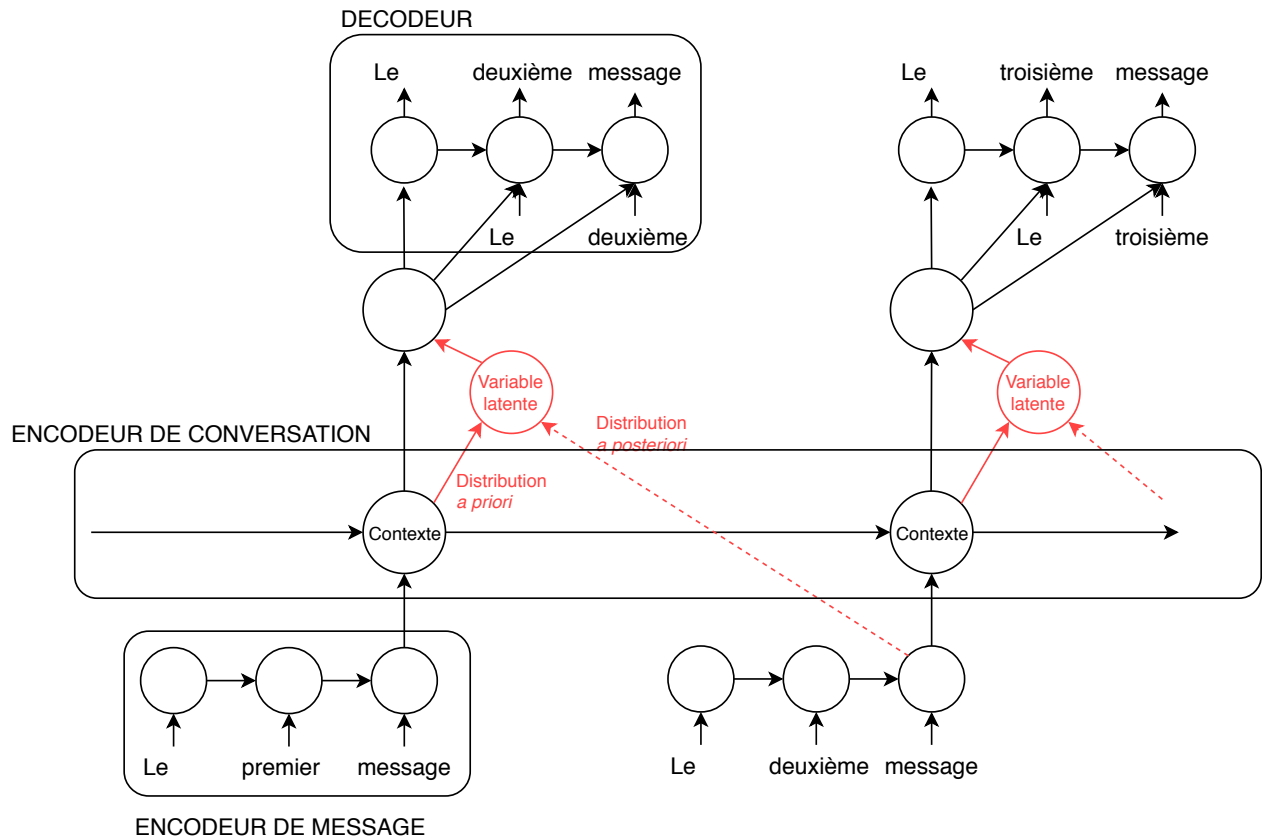 DECODEUR
Le deuxième message
Le troisième message
Le deuxième
Le troisième
Variable
latente
Variable
latente
Distribution
a posteriori
ENCODEUR DE CONVERSATION
Distribution
a priori
Contexte
Contexte
Le premier message
Le deuxième message
ENCODEUR DE MESSAGE